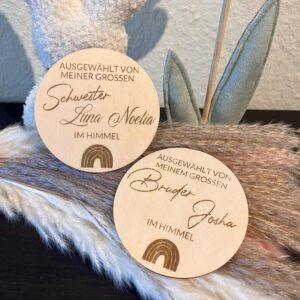 AUSGEWÄHLT VON
MEINER GROSSEN
Schwester
Luna Noelia
IM HIMMEL
AUSGEWÄHLT VON
MEINEM GROSSEN
Bruder
Josha
IM HIMMEL